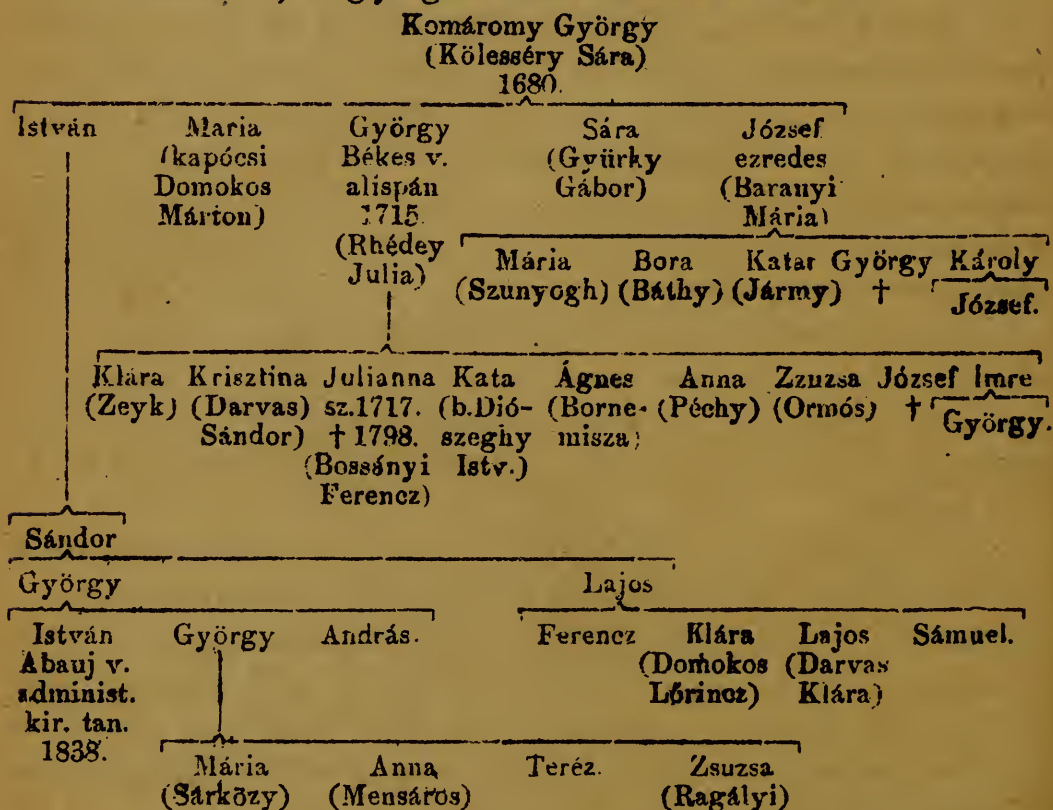 Komáromy György
(Kölesséry Sára)
1680.
István Maria György Sára József
(kapócsi Békes v. (Gyürky ezredes
Domokos alispán Gábor) (Baranyi
Márton) 1715. Mária)
(Rhédey
Julia)
Mária Bora Katar György Károly
(Szunyogh) (Báthy) (Jármy) † József.
Klára Krisztina Julianna Kata Ágnes Anna Zzuzsa József Imre
(Zeyk) (Darvas sz.1717. (b.Dió- (Borne- (Péchy) (Ormós) † György.
Sándor) † 1798. szeghy misza)
(Bossányi Istv.)
Ferencz)
Sándor
György Lajos
István György András. Ferencz Klára Lajos Sámuel.
Abauj v. (Domokos (Darvas
administ. Lőrincz) Klára)
kir. tan.
1838.
Mária Anna Teréz. Zsuzsa
(Sárközy) (Mensáros) (Ragályi)